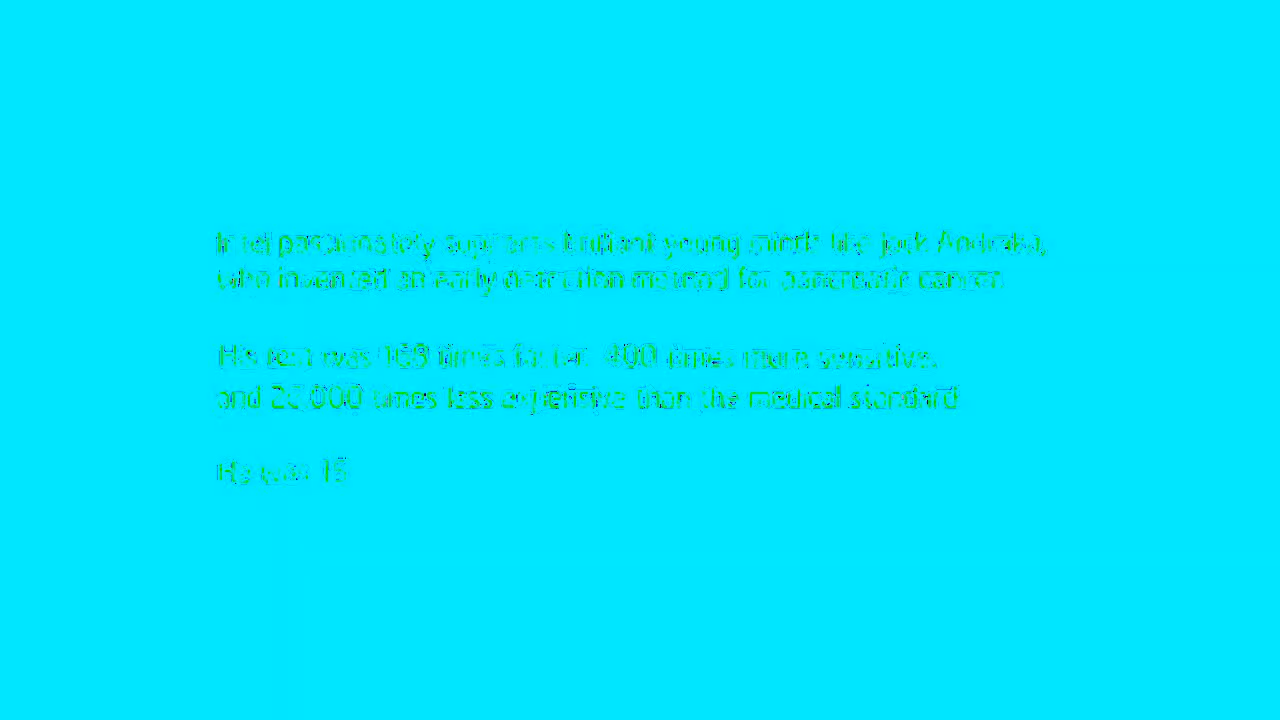 Intel passionately supports brilliant young minds like Jack Andraka,
who invented an early detection method for pancreatic cancer.
His test was 168 times faster, 400 times more sensitive,
and 26,000 times less expensive than the medical standard
He was 15